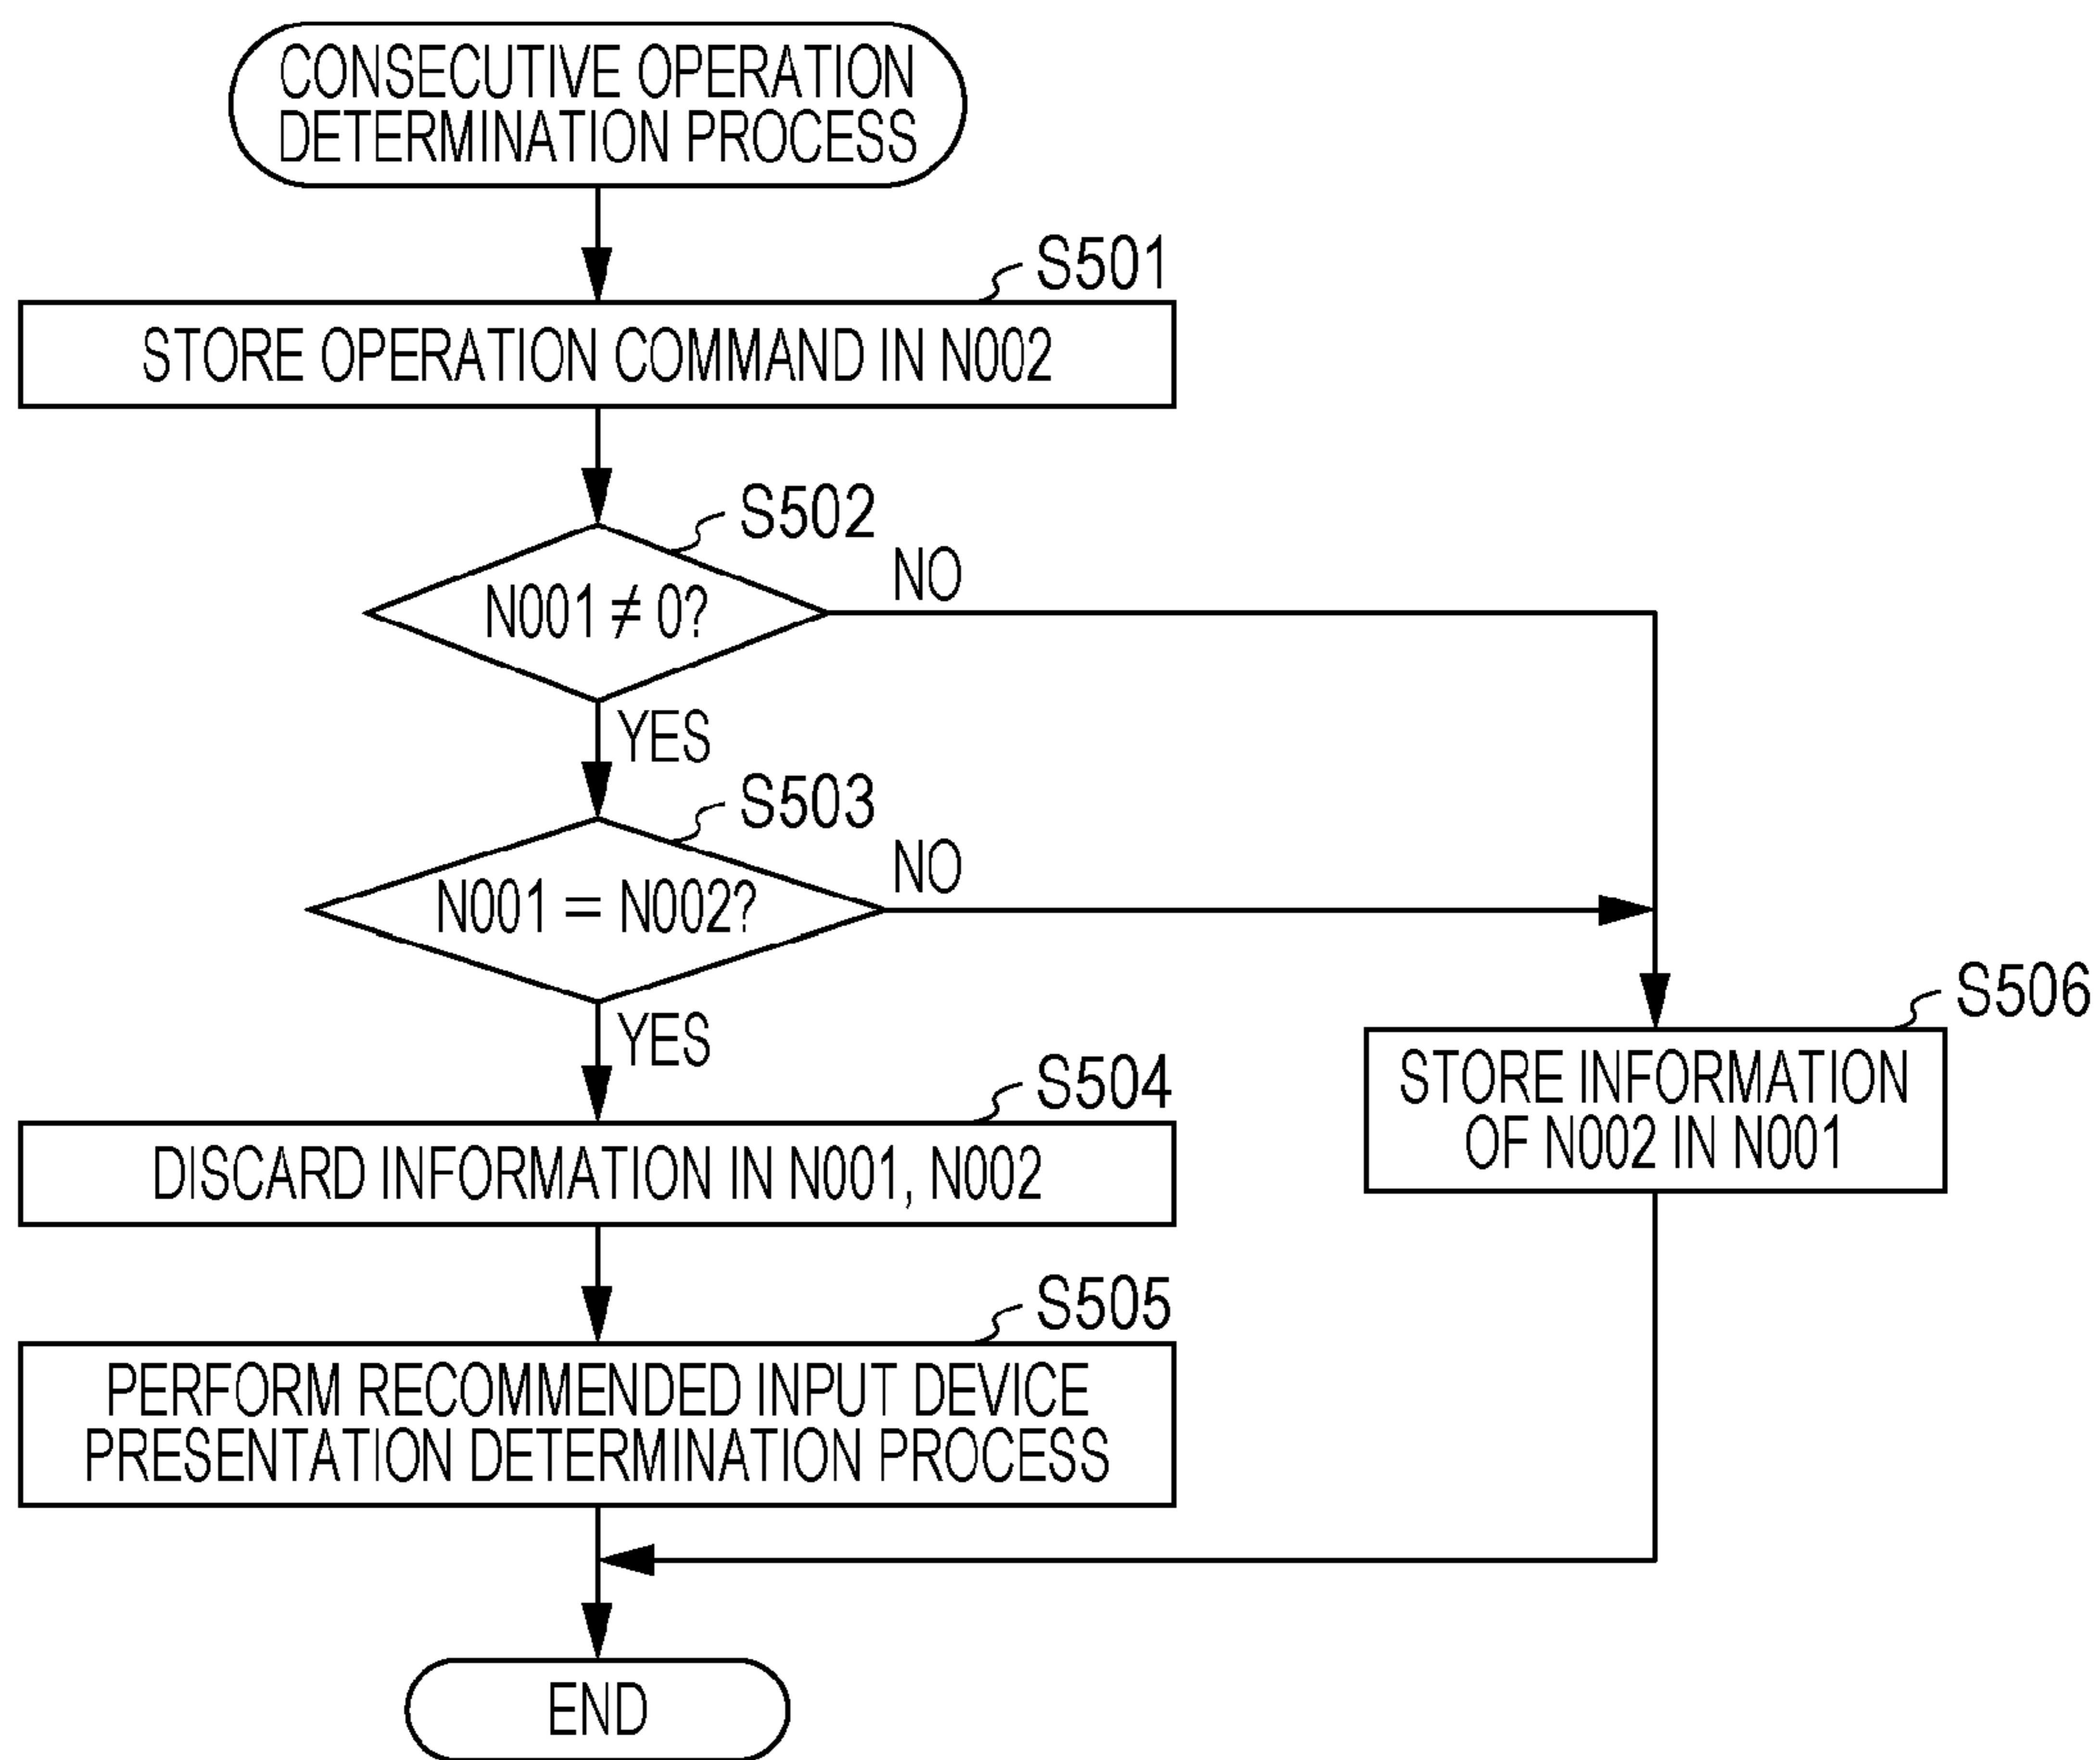 CONSECUTIVE OPERATION
DETERMINATION PROCESS
S501
STORE OPERATION COMMAND IN N002
S502
N001 ≠ 0?
NO
YES
S503
N001 = N002?
NO
YES
S504
DISCARD INFORMATION IN N001, N002
S506
STORE INFORMATION
OF N002 IN N001
S505
PERFORM RECOMMENDED INPUT DEVICE
PRESENTATION DETERMINATION PROCESS
END